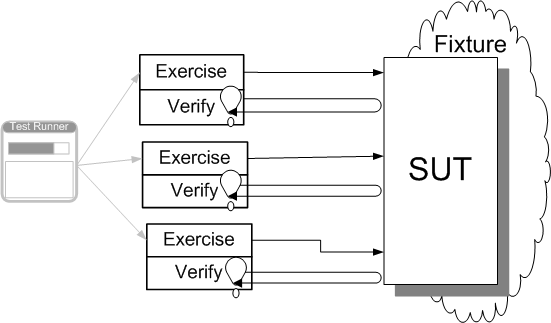 Fixture
Exercise
Verify
Test Runner
Exercise
Verify
SUT
Exercise
Verify